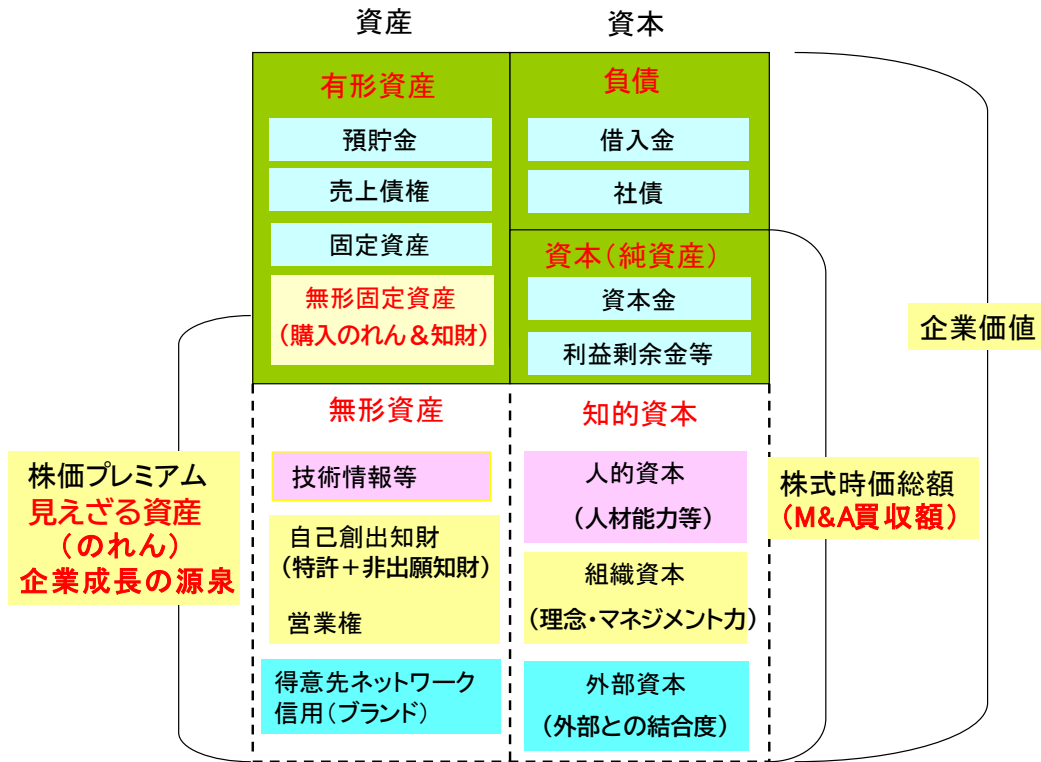 資産
資本
有形資産
預貯金
売上債権
固定資産
無形固定資産
（購入のれん＆知財）
負債
借入金
社債
資本（純資産）
資本金
利益剰余金等
無形資産
技術情報等
自己創出知財
（特許＋非出願知財）
営業権
得意先ネットワーク
信用（ブランド）
知的資本
人的資本
（人材能力等）
組織資本
（理念・マネジメント力）
外部資本
（外部との結合度）
株価プレミアム
見えざる資産
（のれん）
企業成長の源泉
株式時価総額
（M&A買収額）
企業価値